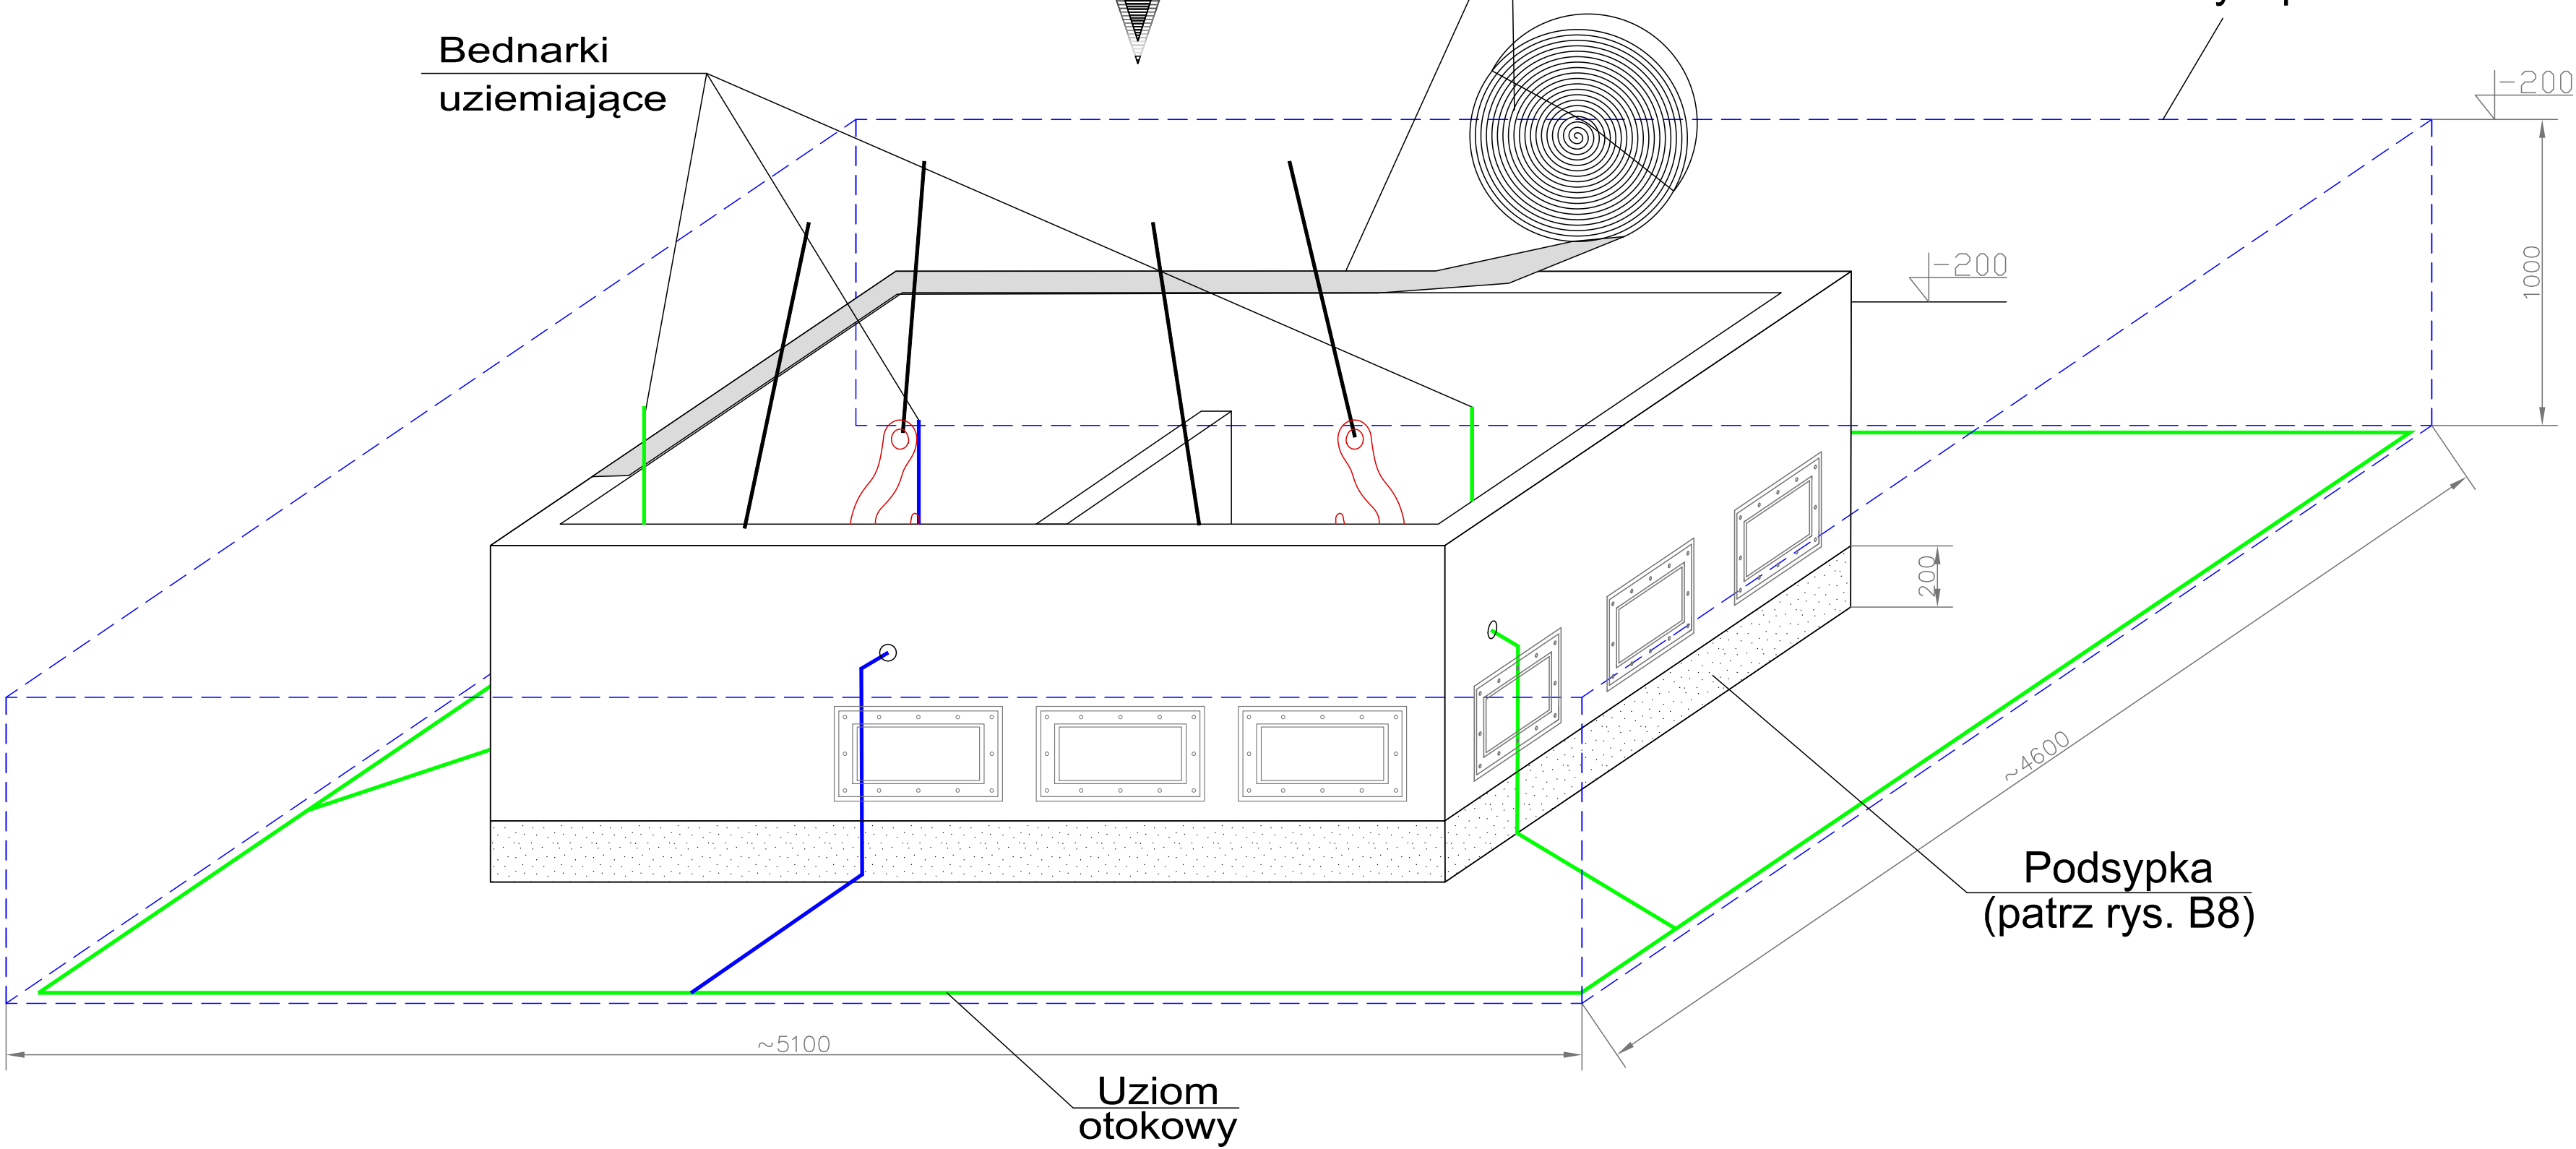 Bednarki
uziemiające
-200
-200
1000
200
~4600
Podsypka
(patrz rys. B8)
~5100
Uziom
otokowy